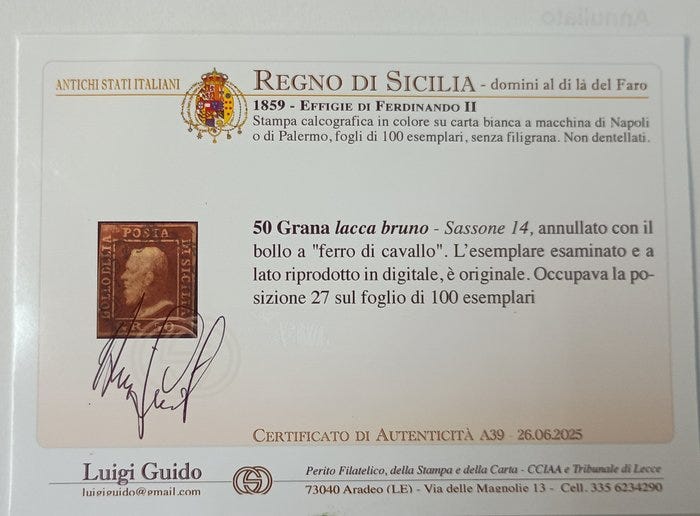 Annullato
ANTICHI STATI ITALIANI
REGNO DI SICILIA - domini al di là del Faro
1859 - EFFIGIE DI FERDINANDO II
Stampa calcografica in colore su carta bianca a macchina di Napoli
o di Palermo, fogli di 100 esemplari, senza filigrana. Non dentellati.
POSTA
BOLLO DELLA
DI SICILIA
GR. 50
50 Grana lacca bruno - Sassone 14, annullato con il
bollo a "ferro di cavallo". L'esemplare esaminato e a
lato riprodotto in digitale, è originale. Occupava la po-
sizione 27 sul foglio di 100 esemplari
CERTIFICATO DI AUTENTICITÀ A39 - 26.06.2025
Luigi Guido
luigiguido@gmail.com
Perito Filatelico, della Stampa e della Carta - CCIAA e Tribunale di Lecce
73040 Aradeo (LE) - Via delle Magnolie 13 - Cell. 335 6234290